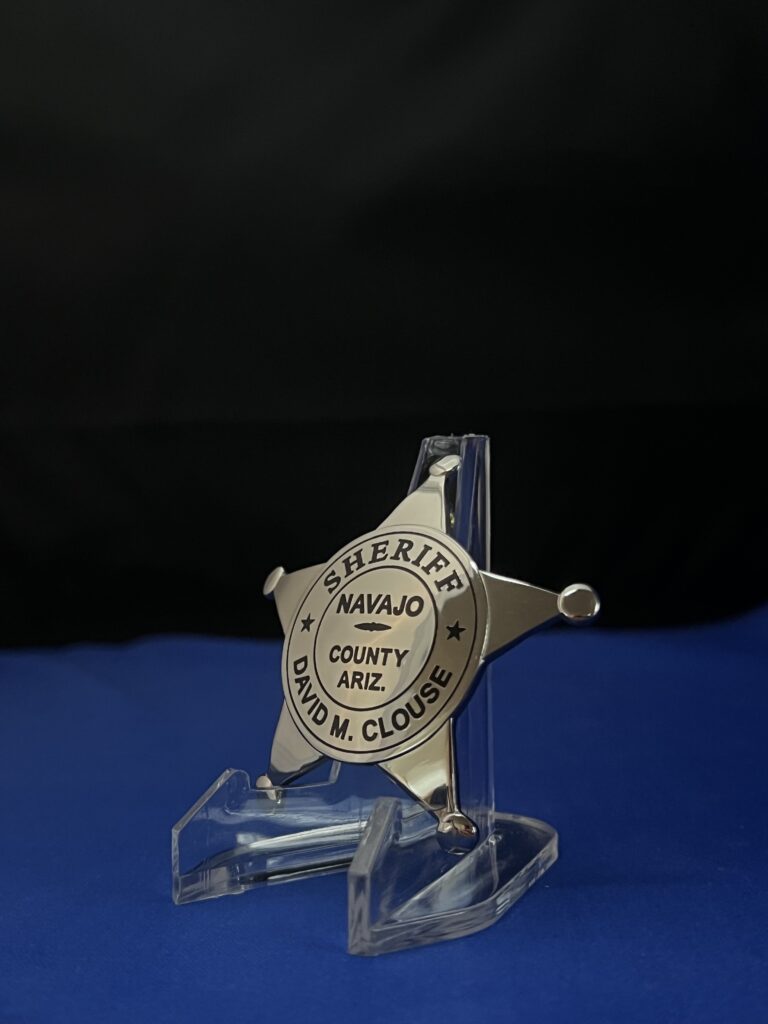 SHERIFF
NAVAJO
COUNTY
ARIZ.
DAVID M. CLOUSE